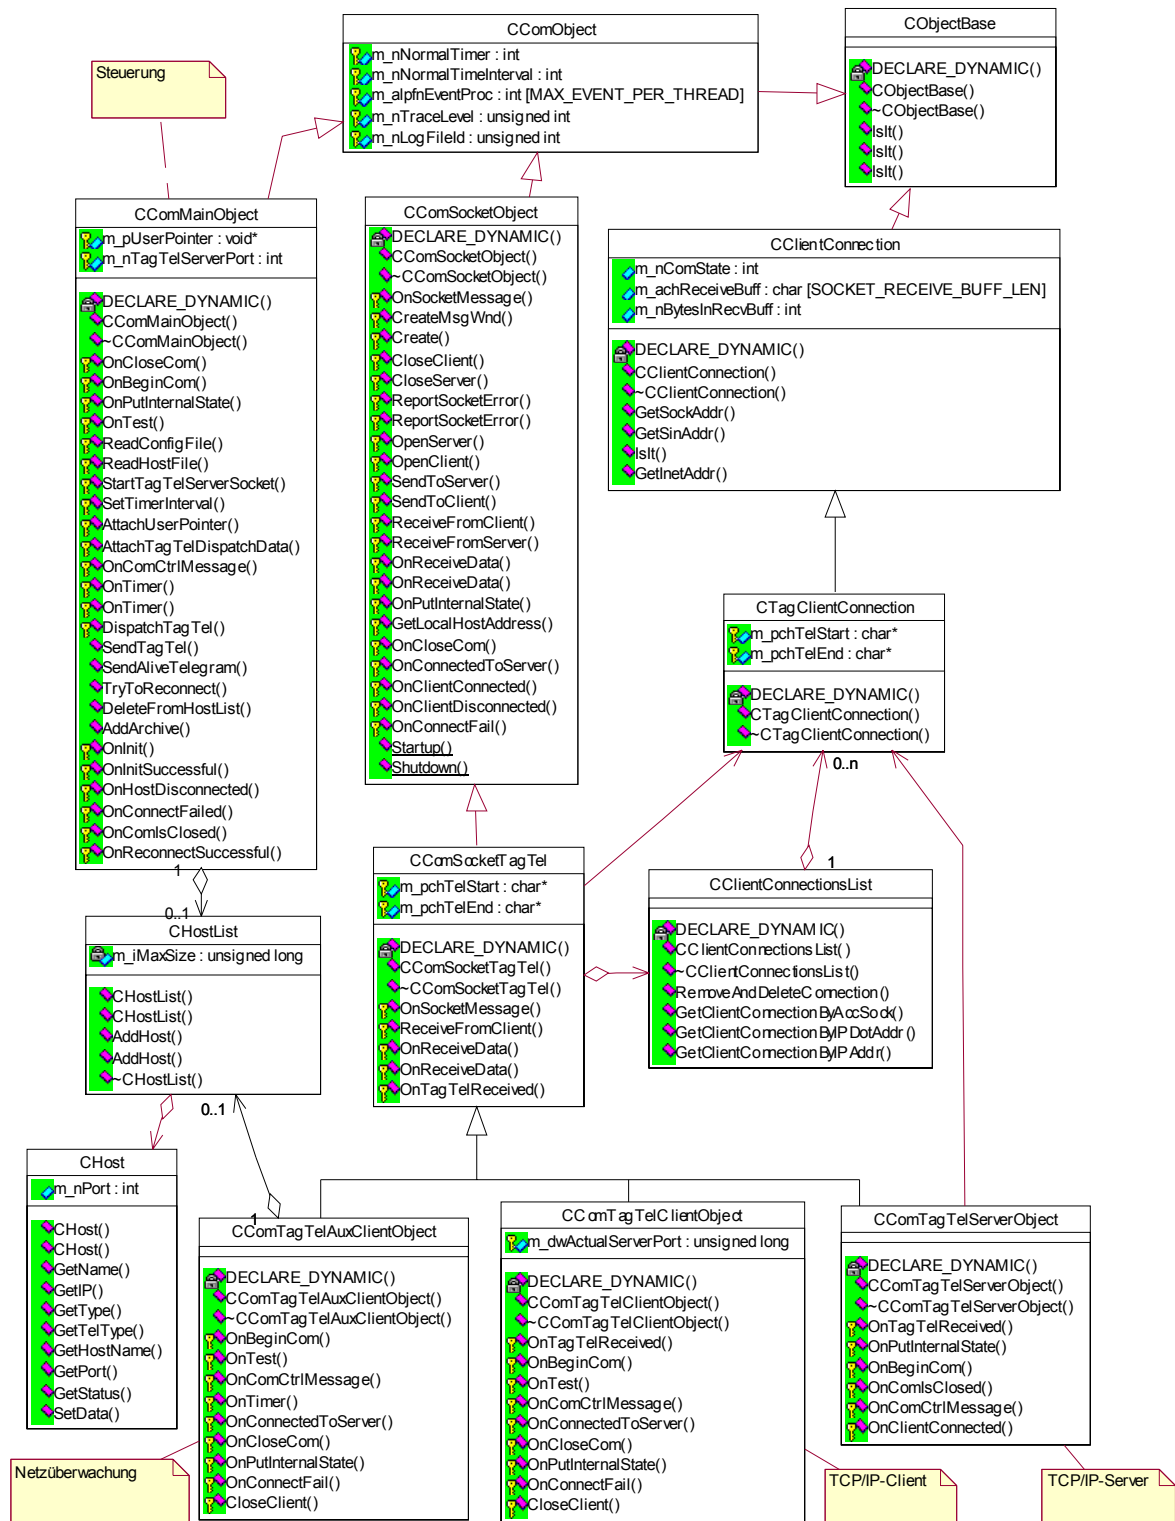 Steuerung
CComObject
m_nNormalTimer : int
m_nNormalTimeInterval : int
m_alpfnEventProc : int [MAX_EVENT_PER_THREAD]
m_nTraceLevel : unsigned int
m_nLogFileId : unsigned int
CObjectBase
DECLARE_DYNAMIC()
CObjectBase()
~CObjectBase()
IsIt()
IsIt()
IsIt()
CComMainObject
m_pUserPointer : void*
m_nTagTelServerPort : int
DECLARE_DYNAMIC()
CComMainObject()
~CComMainObject()
OnCloseCom()
OnBeginCom()
OnPutInternalState()
OnTest()
ReadConfigFile()
ReadHostFile()
StartTagTelServerSocket()
SetTimerInterval()
AttachUserPointer()
AttachTagTelDispatchData()
OnComCtrlMessage()
OnTimer()
OnTimer()
DispatchTagTel()
SendTagTel()
SendAliveTelegram()
TryToReconnect()
DeleteFromHostList()
AddArchive()
OnInit()
OnInitSuccessful()
OnHostDisconnected()
OnConnectFailed()
OnComIsClosed()
OnReconnectSuccessful()
CComSocketObject
DECLARE_DYNAMIC()
CComSocketObject()
~CComSocketObject()
OnSocketMessage()
CreateMsgWnd()
Create()
CloseClient()
CloseServer()
ReportSocketError()
ReportSocketError()
OpenServer()
OpenClient()
SendToServer()
SendToClient()
ReceiveFromClient()
ReceiveFromServer()
OnReceiveData()
OnReceiveData()
OnPutInternalState()
GetLocalHostAddress()
OnCloseCom()
OnConnectedToServer()
OnClientConnected()
OnClientDisconnected()
OnConnectFail()
Startup()
Shutdown()
CClientConnection
m_nComState : int
m_achReceiveBuff : char [SOCKET_RECEIVE_BUFF_LEN]
m_nBytesInRecvBuff : int
DECLARE_DYNAMIC()
CClientConnection()
~CClientConnection()
GetSockAddr()
GetSinAddr()
IsIt()
GetInetAddr()
CTagClientConnection
m_pchTelStart : char*
m_pchTelEnd : char*
DECLARE_DYNAMIC()
CTagClientConnection()
~CTagClientConnection()
0..n
1
1
0..1
CComSocketTagTel
m_pchTelStart : char*
m_pchTelEnd : char*
DECLARE_DYNAMIC()
CComSocketTagTel()
~CComSocketTagTel()
OnSocketMessage()
ReceiveFromClient()
OnReceiveData()
OnReceiveData()
OnTagTelReceived()
CClientConnectionsList
DECLARE_DYNAMIC()
CClientConnectionsList()
~CClientConnectionsList()
RemoveAndDeleteConnection()
GetClientConnectionByAccSock()
GetClientConnectionByIPDotAddr()
GetClientConnectionByIPAddr()
CHostList
m_iMaxSize : unsigned long
CHostList()
CHostList()
AddHost()
AddHost()
~CHostList()
0..1
1
CHost
m_nPort : int
CHost()
CHost()
GetName()
GetIP()
GetType()
GetTelType()
GetHostName()
GetPort()
GetStatus()
SetData()
CComTagTelAuxClientObject
DECLARE_DYNAMIC()
CComTagTelAuxClientObject()
~CComTagTelAuxClientObject()
OnBeginCom()
OnTest()
OnComCtrlMessage()
OnTimer()
OnConnectedToServer()
OnCloseCom()
OnPutInternalState()
OnConnectFail()
CloseClient()
CComTagTelClientObject
m_dwActualServerPort : unsigned long
DECLARE_DYNAMIC()
CComTagTelClientObject()
~CComTagTelClientObject()
OnTagTelReceived()
OnBeginCom()
OnTest()
OnComCtrlMessage()
OnConnectedToServer()
OnCloseCom()
OnPutInternalState()
OnConnectFail()
CloseClient()
CComTagTelServerObject
DECLARE_DYNAMIC()
CComTagTelServerObject()
~CComTagTelServerObject()
OnTagTelReceived()
OnPutInternalState()
OnBeginCom()
OnComIsClosed()
OnComCtrlMessage()
OnClientConnected()
Netzüberwachung
TCP/IP-Client
TCP/IP-Server